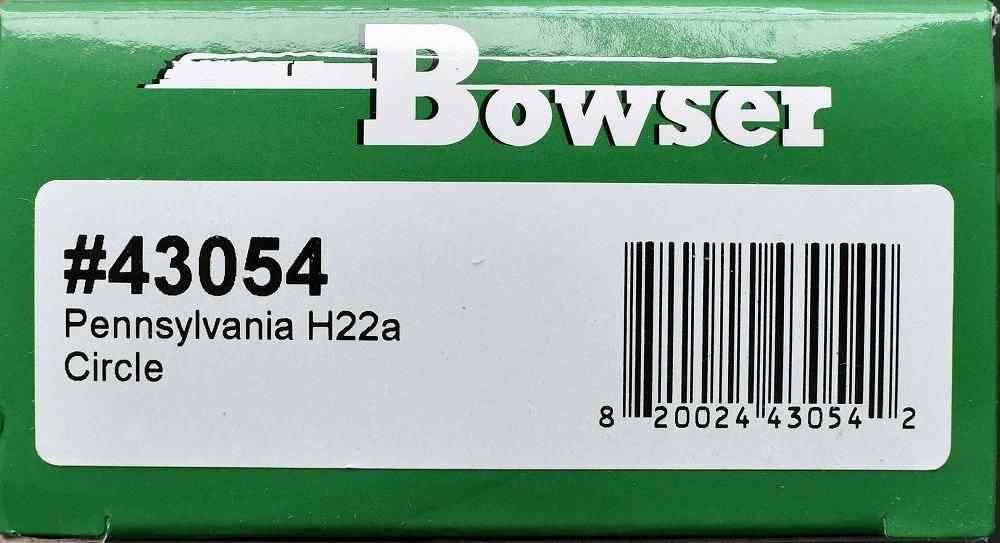 Bowser
#43054
Pennsylvania H22a
Circle
8 20024 43054 2